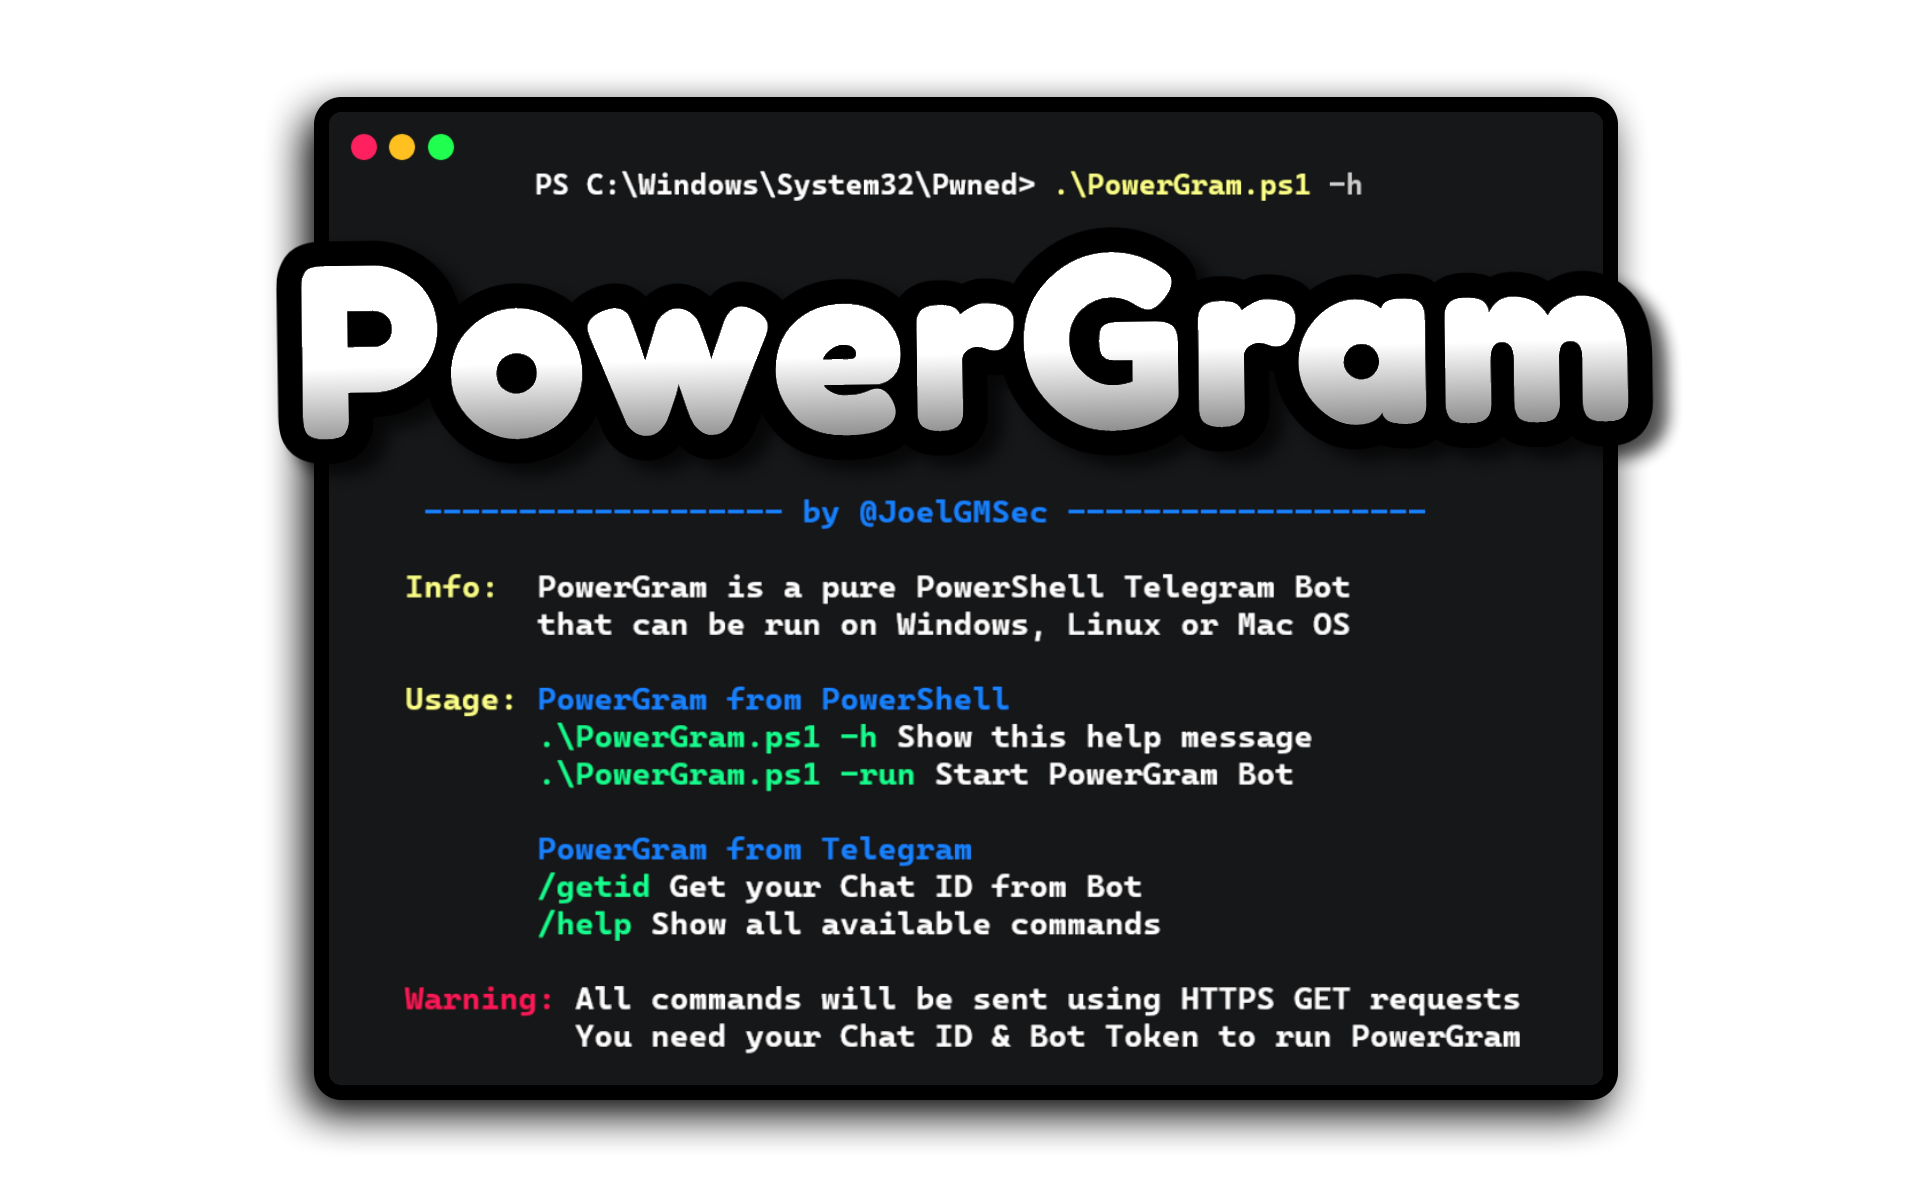 PS C:\Windows\System32\Pwned> .\PowerGram.ps1 -h
PowerGram
------------------- by @JoelGMSec -------------------
Info: PowerGram is a pure PowerShell Telegram Bot
that can be run on Windows, Linux or Mac OS
Usage: PowerGram from PowerShell
.\PowerGram.ps1 -h Show this help message
.\PowerGram.ps1 -run Start PowerGram Bot
PowerGram from Telegram
/getid Get your Chat ID from Bot
/help Show all available commands
Warning: All commands will be sent using HTTPS GET requests
You need your Chat ID & Bot Token to run PowerGram